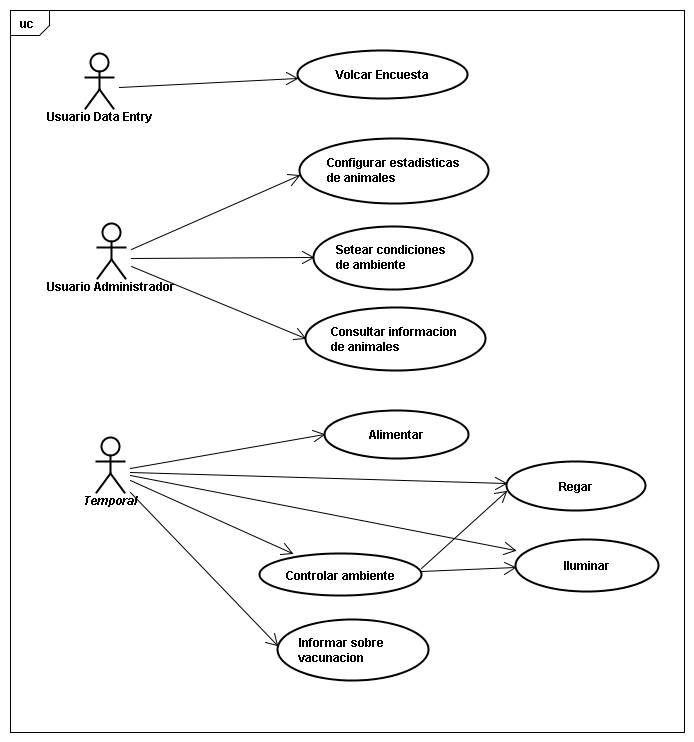 uc
Volcar Encuesta
Usuario Data Entry
Configurar estadisticas
de animales
Setear condiciones
de ambiente
Usuario Administrador
Consultar informacion
de animales
Alimentar
Regar
Temporal
Iluminar
Controlar ambiente
Informar sobre
vacunacion